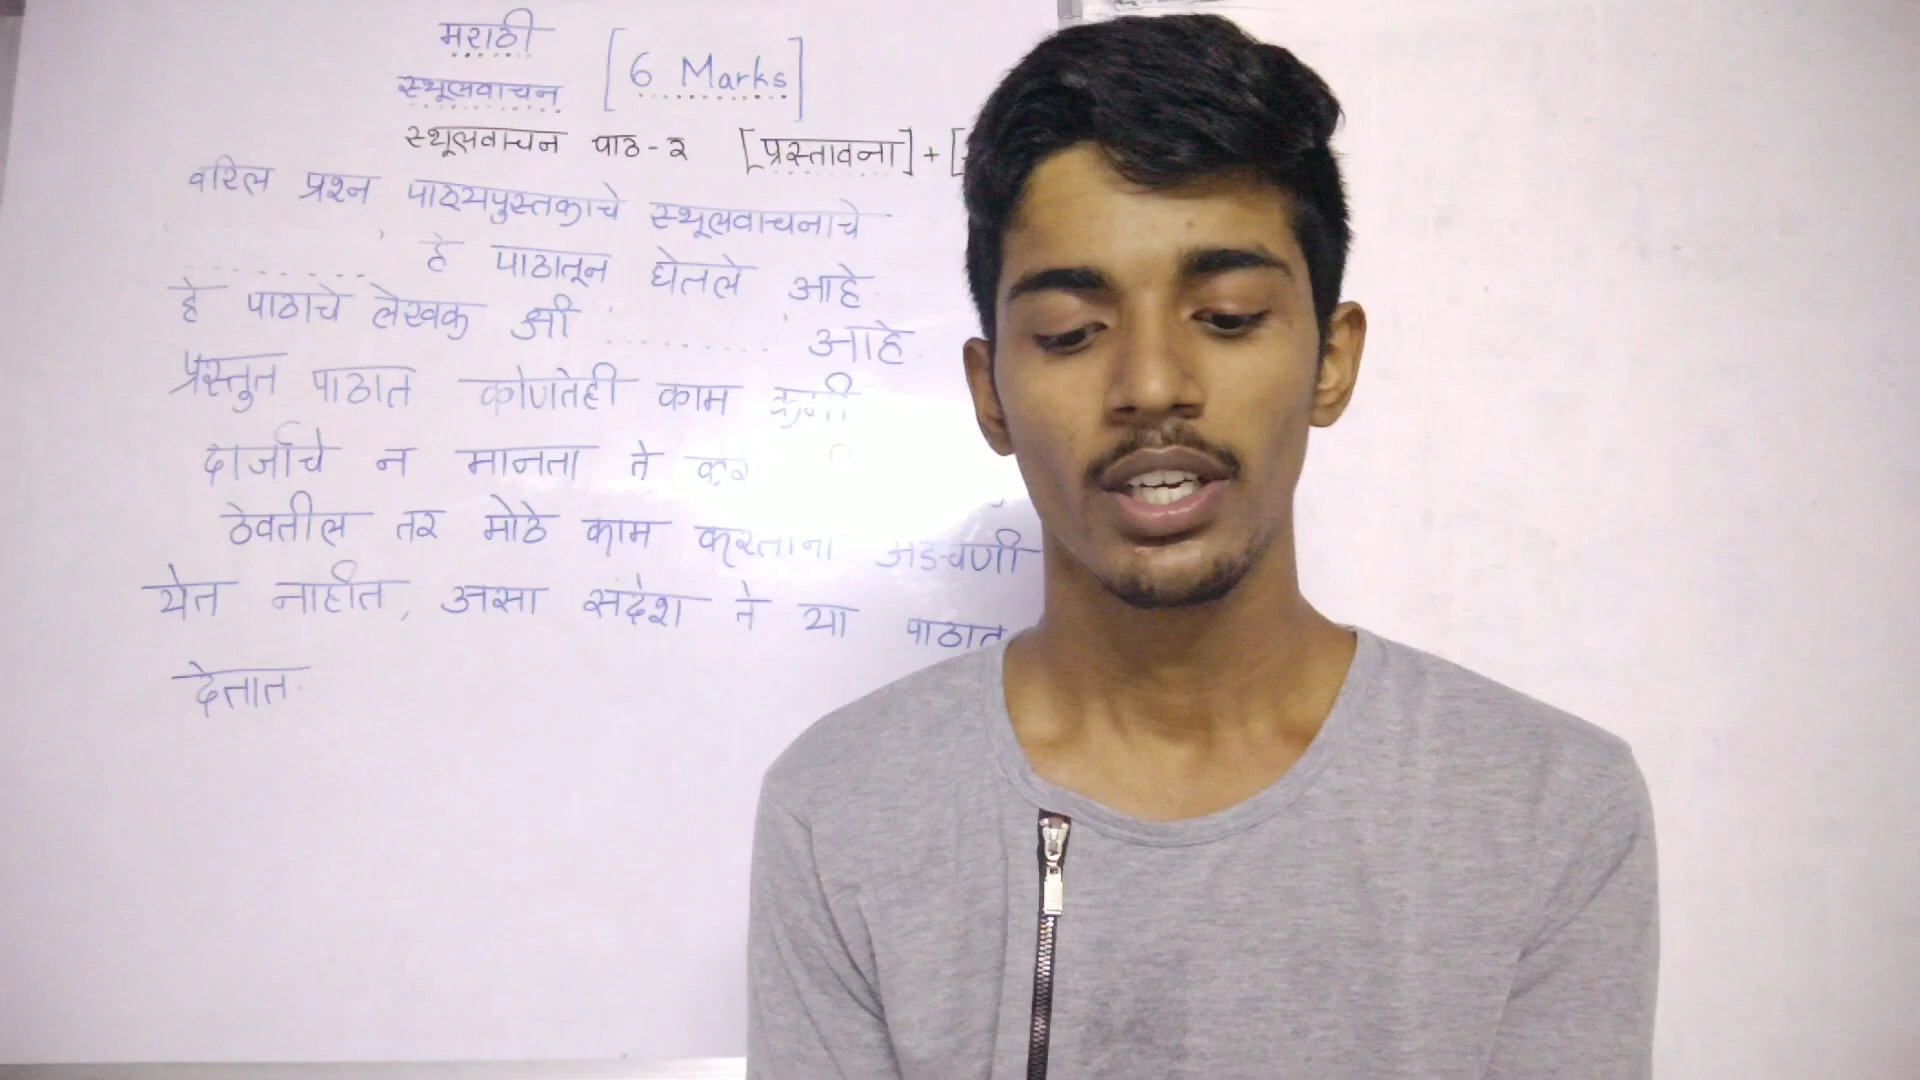 मराठी
स्थूलवाचन [6 Marks]
स्थूलवाचन पाठ-२ [प्रस्तावना] + [
वरिल प्रश्न पाठ्यपुस्तकाचे स्थूलवाचनाचे
............ हे पाठातून घेतले आहे
हे पाठाचे लेखक श्री .......... आहे.
प्रस्तुत पाठात कोणतेही काम कमी
दर्जाचे न मानता ते
ठेवतील तर मोठे काम करताना अडचणी
येत नाहीत, असा संदेश ते या पाठात
देतात.